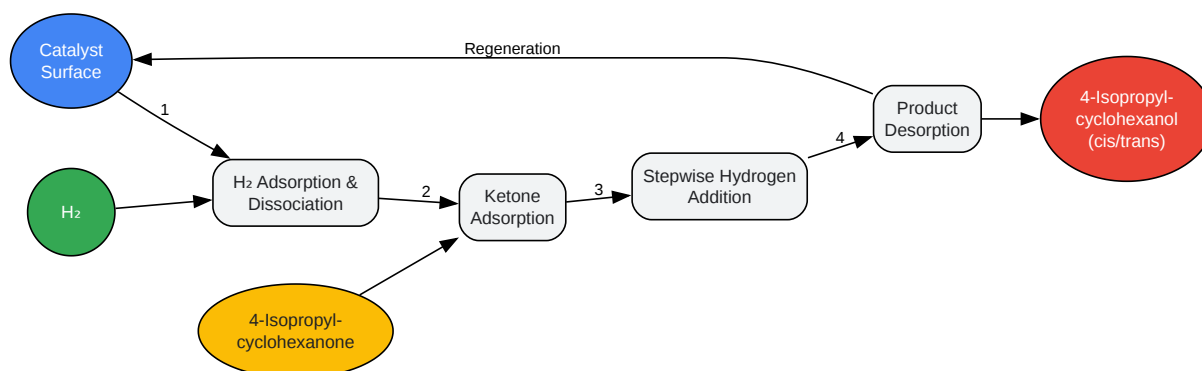 Catalyst
Surface
Regeneration
1
H₂
H₂ Adsorption &
Dissociation
2
4-Isopropyl-
cyclohexanone
Ketone
Adsorption
3
Stepwise Hydrogen
Addition
4
Product
Desorption
4-Isopropyl-
cyclohexanol
(cis/trans)